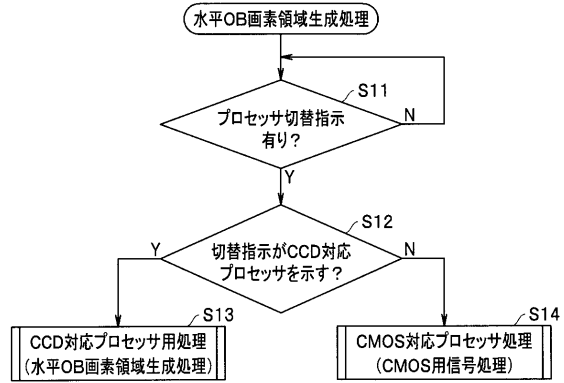 水平OB画素領域生成処理
S11
プロセッサ切替指示
有り?
N
Y
S12
切替指示がCCD対応
プロセッサを示す?
Y
N
S13
CCD対応プロセッサ用処理
(水平OB画素領域生成処理)
S14
CMOS対応プロセッサ処理
(CMOS用信号処理)